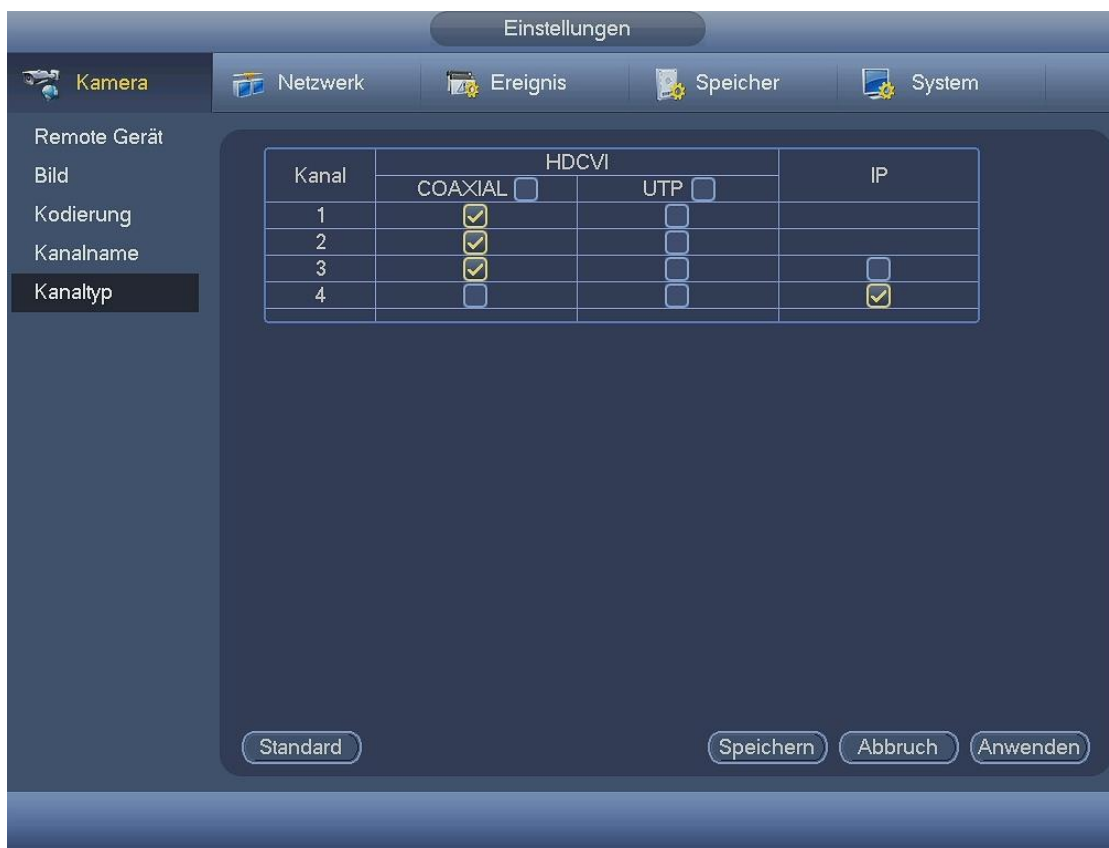 Einstellungen
Kamera Netzwerk Ereignis Speicher System
Remote Gerät
Bild
Kodierung
Kanalname
Kanaltyp
Kanal HDCVI IP
COAXIAL UTP
1
2
3
4
Standard Speichern Abbruch Anwenden